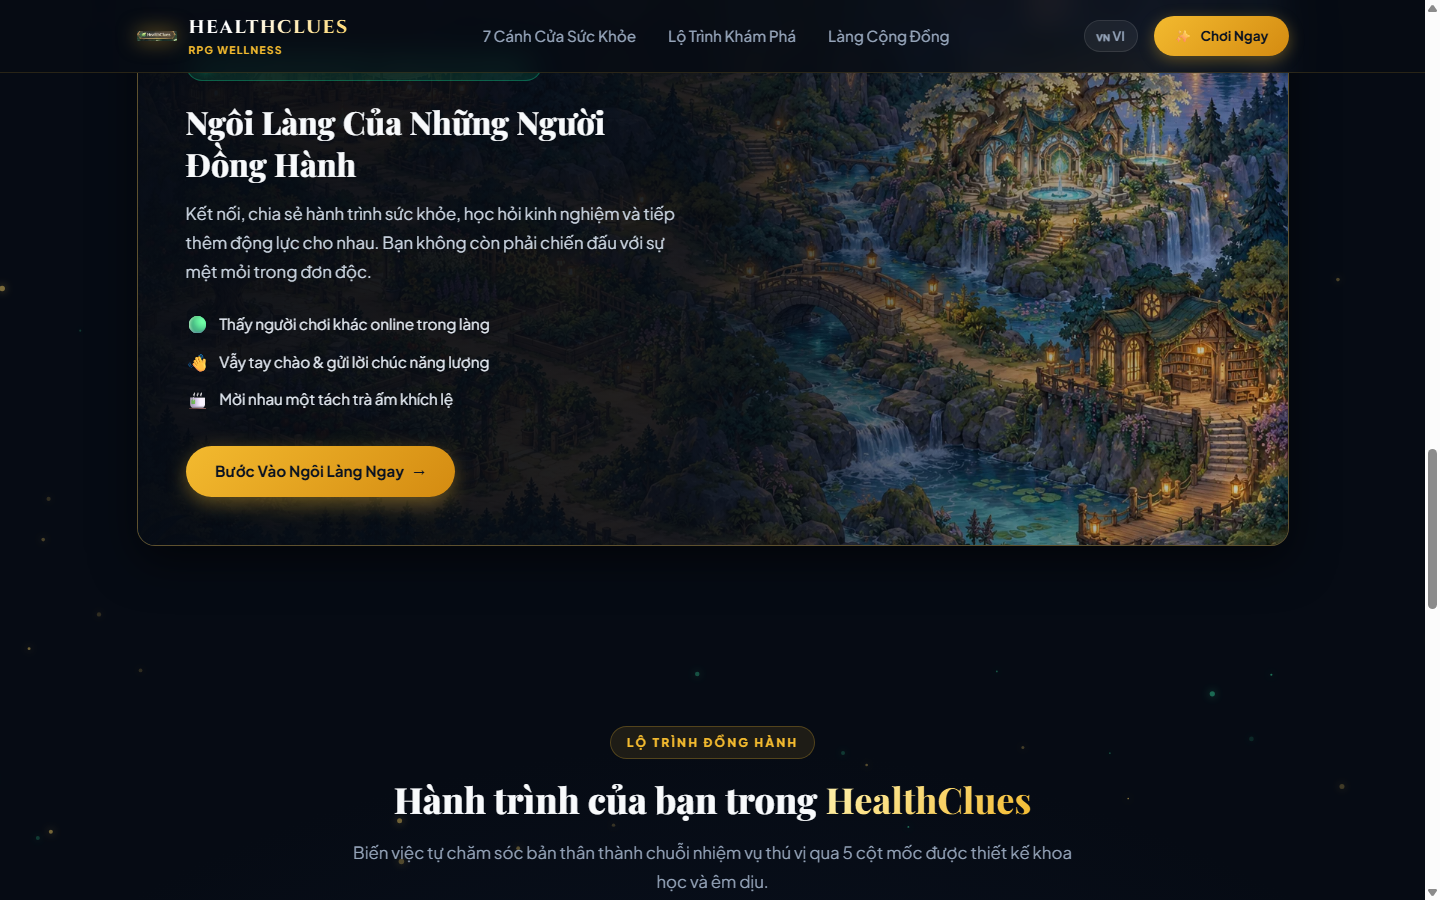 HEALTHCLUES
RPG WELLNESS
7 Cánh Cửa Sức Khỏe
Lộ Trình Khám Phá
Làng Cộng Đồng
VN VI
Chơi Ngay
Ngôi Làng Của Những Người
Đồng Hành
Kết nối, chia sẻ hành trình sức khỏe, học hỏi kinh nghiệm và tiếp
thêm động lực cho nhau. Bạn không còn phải chiến đấu với sự
mệt mỏi trong đơn độc.
Thấy người chơi khác online trong làng
Vẫy tay chào & gửi lời chúc năng lượng
Mời nhau một tách trà ấm khích lệ
Bước Vào Ngôi Làng Ngay →
LỘ TRÌNH ĐỒNG HÀNH
Hành trình của bạn trong HealthClues
Biến việc tự chăm sóc bản thân thành chuỗi nhiệm vụ thú vị qua 5 cột mốc được thiết kế khoa
học và êm dịu.